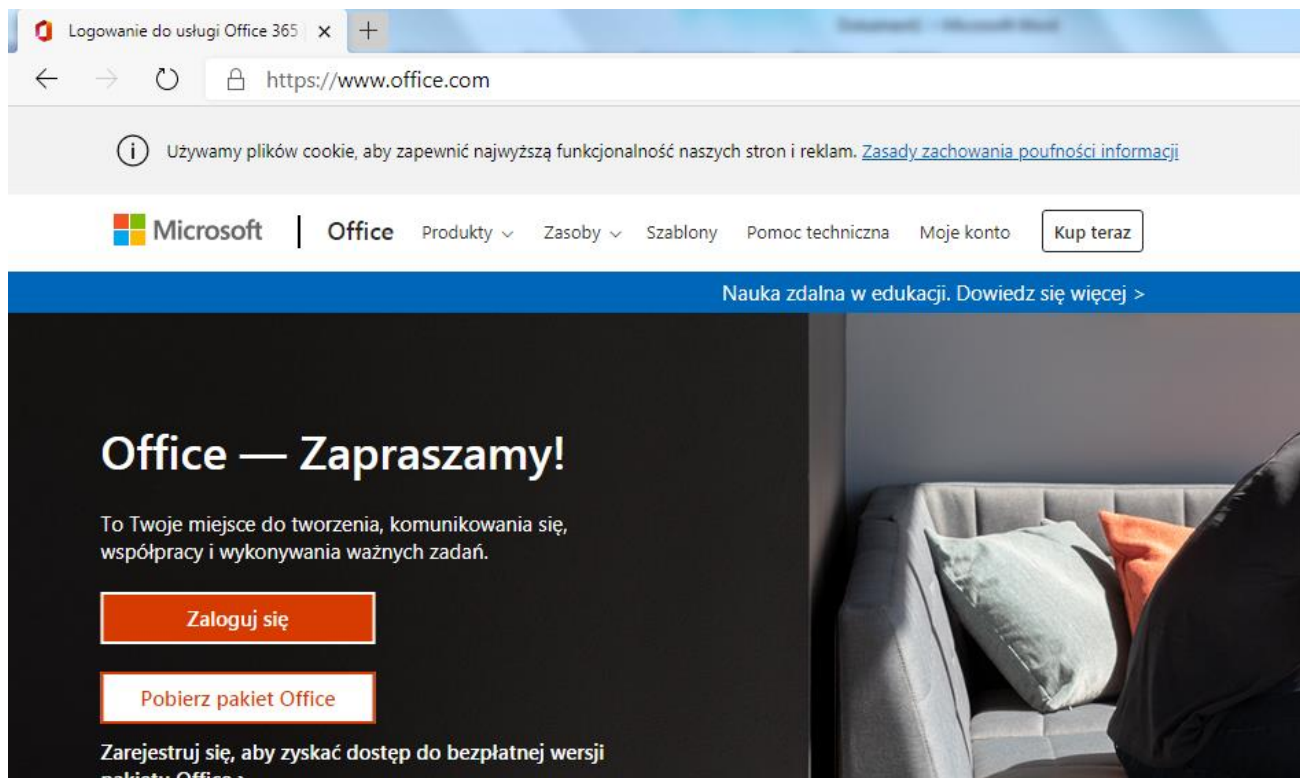 Logowanie do usługi Office 365
https://www.office.com
Używamy plików cookie, aby zapewnić najwyższą funkcjonalność naszych stron i reklam. Zasady zachowania poufności informacji
Microsoft | Office Produkty Zasoby Szablony Pomoc techniczna Moje konto Kup teraz
Nauka zdalna w edukacji. Dowiedz się więcej >
Office — Zapraszamy!
To Twoje miejsce do tworzenia, komunikowania się,
współpracy i wykonywania ważnych zadań.
Zaloguj się
Pobierz pakiet Office
Zarejestruj się, aby zyskać dostęp do bezpłatnej wersji
pakietu Office >